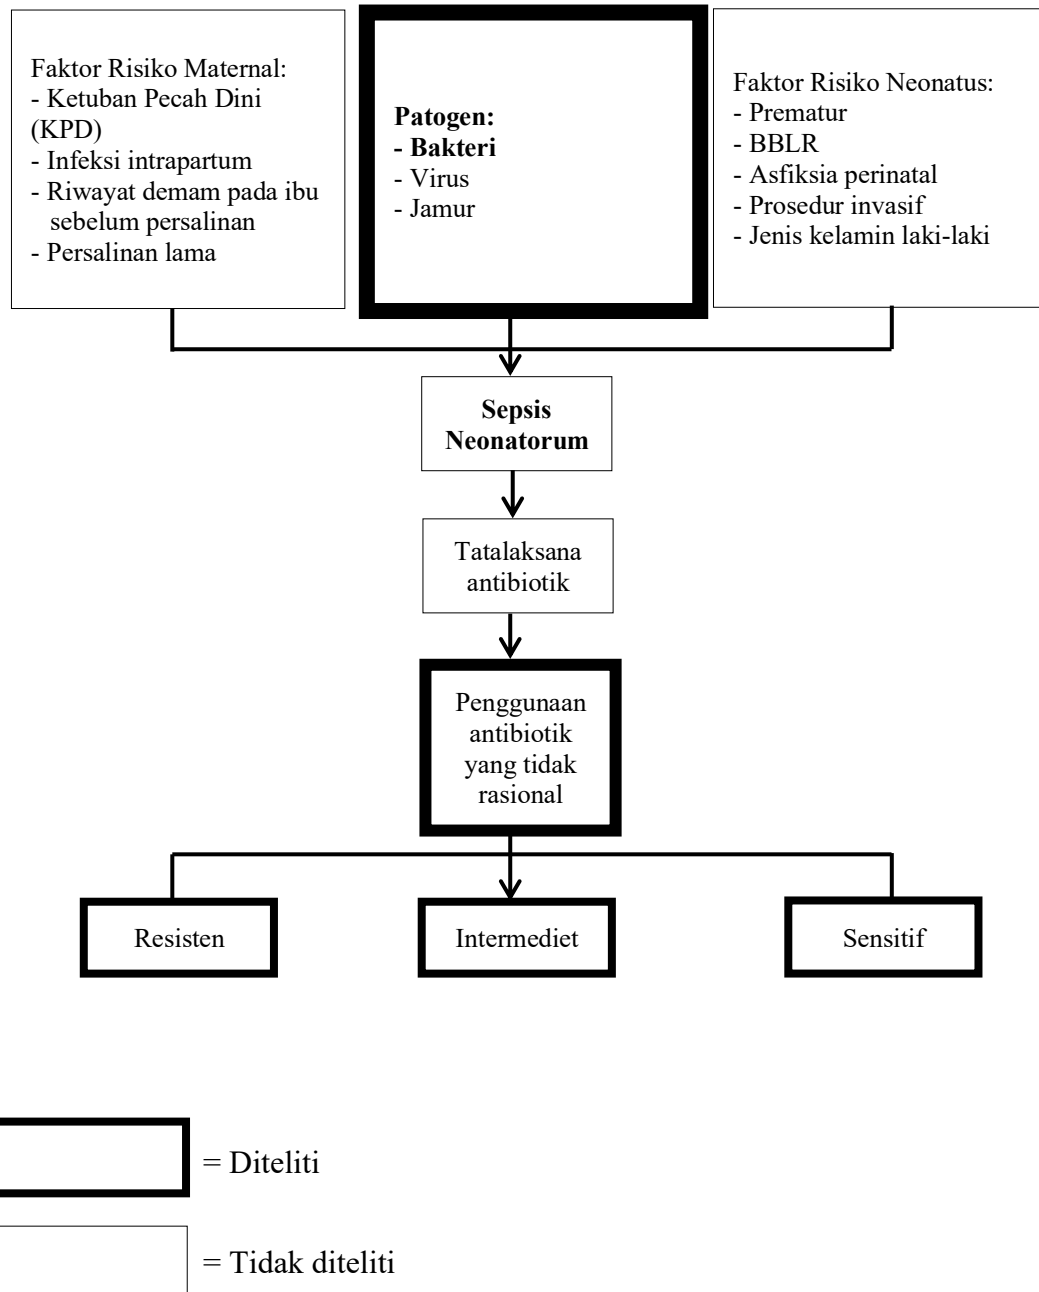 Faktor Risiko Maternal:
- Ketuban Pecah Dini
(KPD)
- Infeksi intrapartum
- Riwayat demam pada ibu
sebelum persalinan
- Persalinan lama
Patogen:
- Bakteri
- Virus
- Jamur
Faktor Risiko Neonatus:
- Prematur
- BBLR
- Asfiksia perinatal
- Prosedur invasif
- Jenis kelamin laki-laki
Sepsis
Neonatorum
Tatalaksana
antibiotik
Penggunaan
antibiotik
yang tidak
rasional
Resisten
Intermediet
Sensitif
= Diteliti
= Tidak diteliti